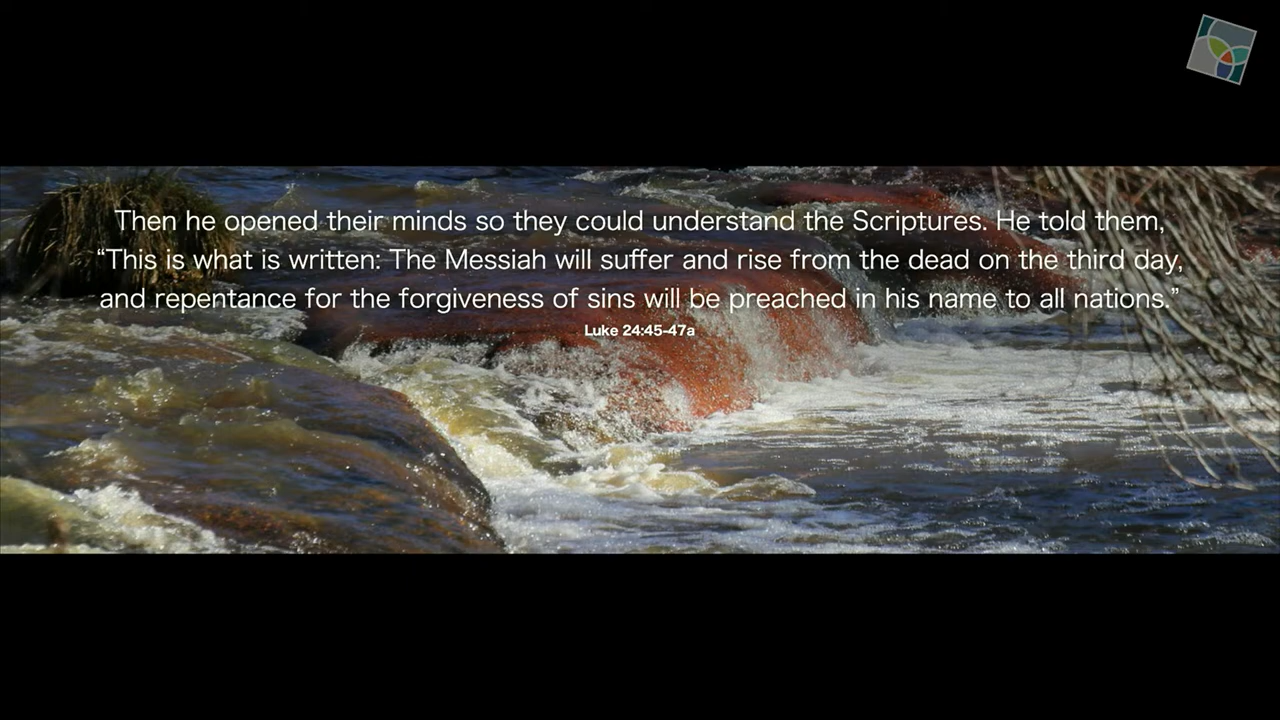 Then he opened their minds so they could understand the Scriptures. He told them,
“This is what is written: The Messiah will suffer and rise from the dead on the third day,
and repentance for the forgiveness of sins will be preached in his name to all nations.”
Luke 24:45-47a